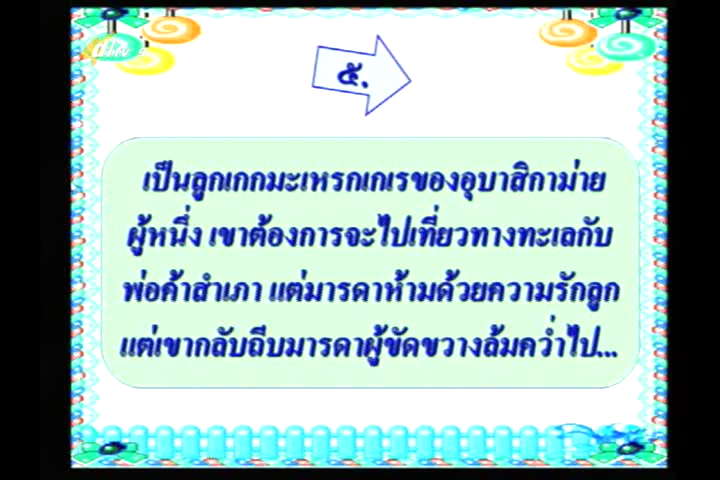 ๕.
เป็นลูกเกกมะเหรกเกเรของอุบาสิกาม่าย
ผู้หนึ่ง เขาต้องการจะไปเที่ยวทางทะเลกับ
พ่อค้าสำเภา แต่มารดาห้ามด้วยความรักลูก
แต่เขากลับถีบมารดาผู้ขัดขวางล้มคว่ำไป...